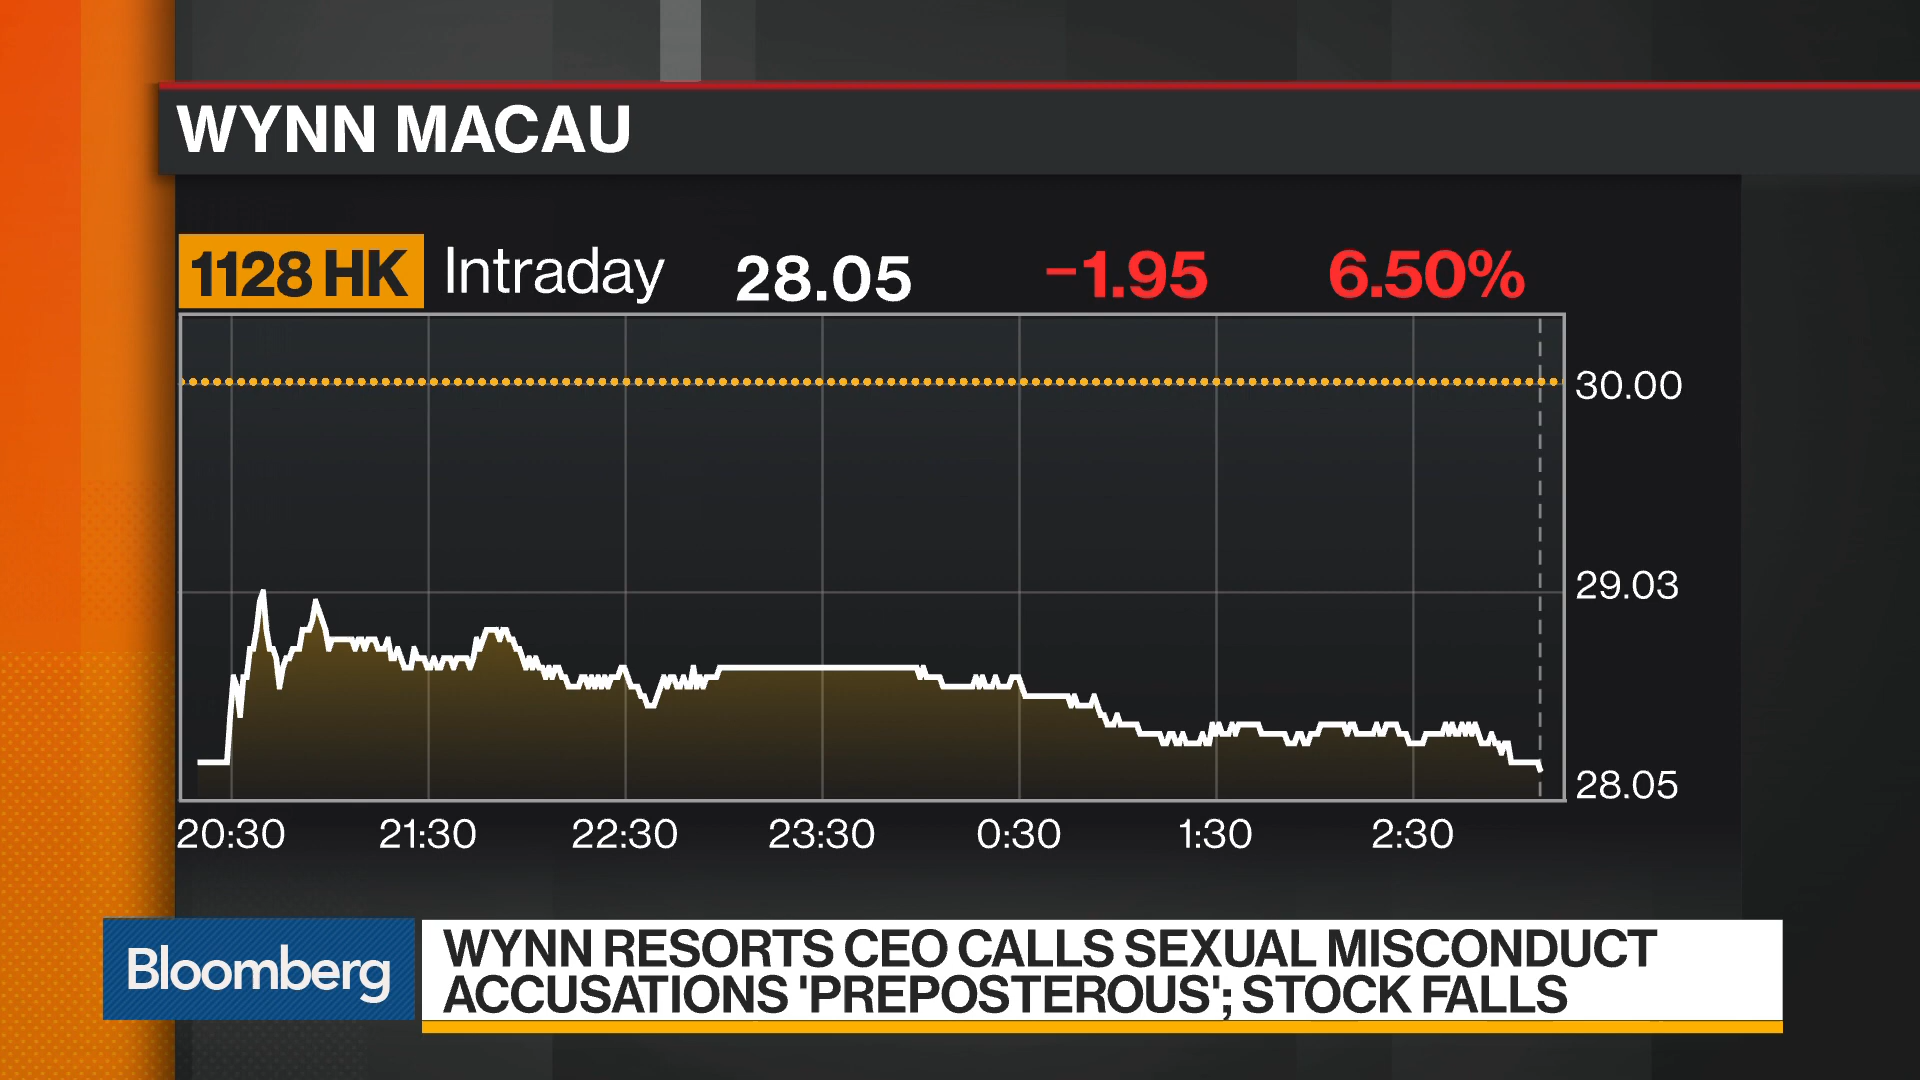 WYNN MACAU
1128 HK Intraday 28.05 −1.95 6.50%
30.00
29.03
28.05
20:30 21:30 22:30 23:30 0:30 1:30 2:30
Bloomberg
WYNN RESORTS CEO CALLS SEXUAL MISCONDUCT
ACCUSATIONS 'PREPOSTEROUS'; STOCK FALLS